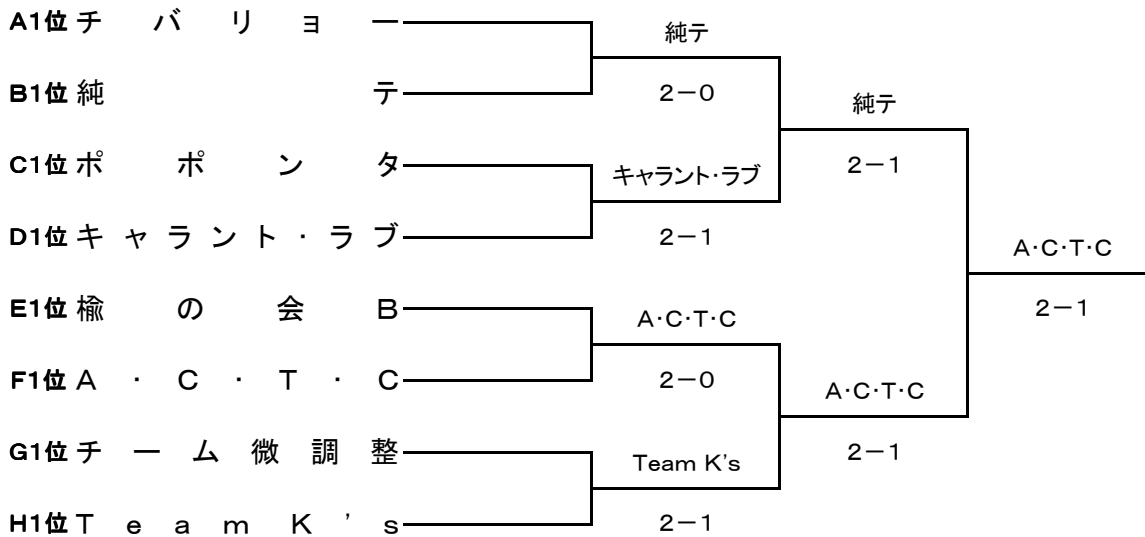 A1位 チバリョー
純テ
B1位 純テ
2－0
純テ
C1位 ポポンタ
キャラント・ラブ
2－1
D1位 キャラント・ラブ
2－1
A・C・T・C
E1位 楡の会B
A・C・T・C
2－1
F1位 A・C・T・C
2－0
A・C・T・C
G1位 チーム微調整
Team K's
2－1
H1位 Team K's
2－1